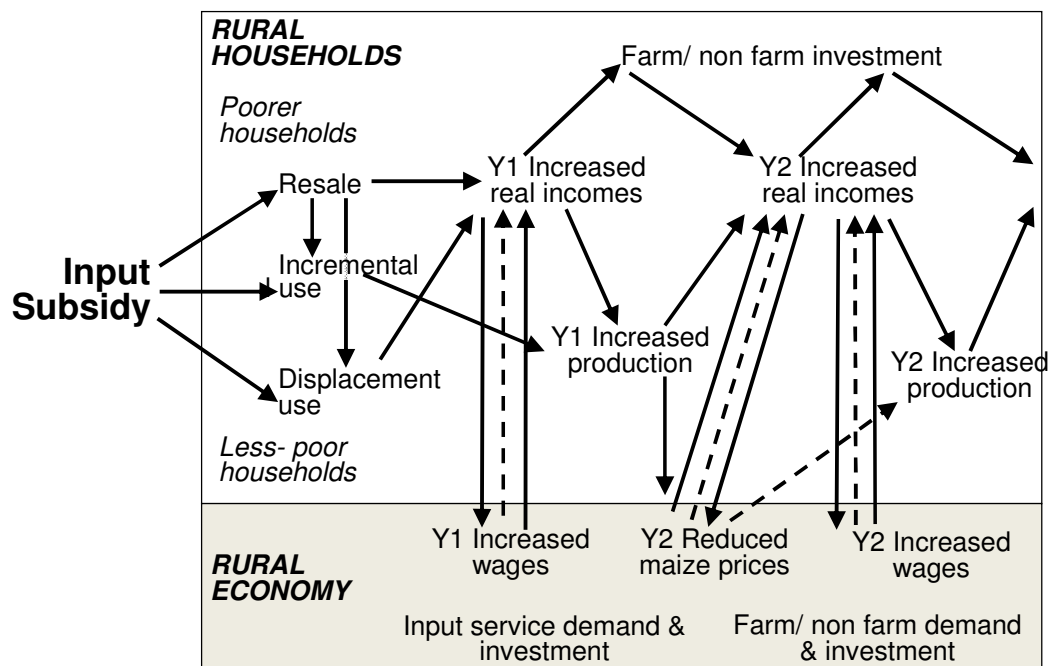 RURAL
HOUSEHOLDS
Farm/ non farm investment
Poorer
households
Y1 Increased
real incomes
Y2 Increased
real incomes
Resale
Input
Subsidy
Incremental
use
Y1 Increased
production
Y2 Increased
production
Displacement
use
Less- poor
households
Y1 Increased
wages
Y2 Reduced
maize prices
Y2 Increased
wages
RURAL
ECONOMY
Input service demand &
investment
Farm/ non farm demand
& investment